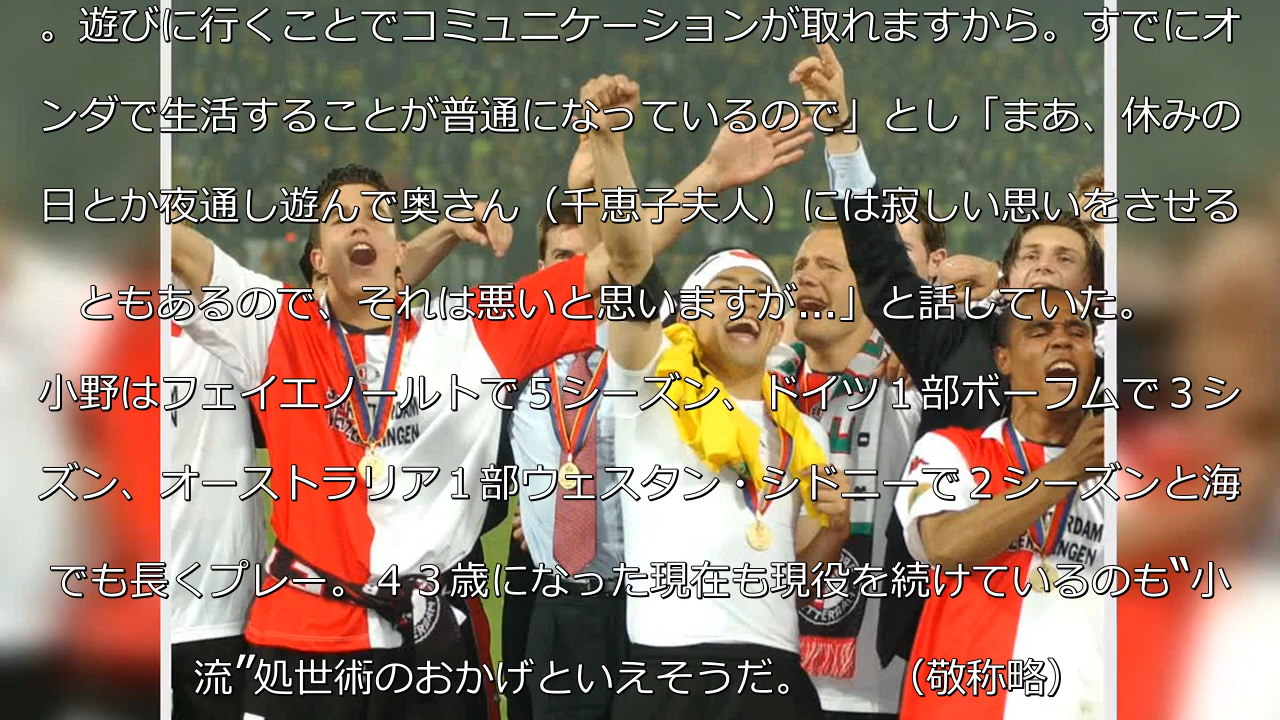 。遊びに行くことでコミュニケーションが取れますから。すでにオ
ンダで生活することが普通になっているので」とし「まあ、休みの
日とか夜通し遊んで奥さん（千恵子夫人）には寂しい思いをさせる
ともあるので、それは悪いと思いますが…」と話していた。
小野はフェイエノールトで５シーズン、ドイツ１部ボーフムで３シ
ズン、オーストラリア１部ウェスタン・シドニーで２シーズンと海
でも長くプレー。４３歳になった現在も現役を続けているのも〝小
流〟処世術のおかげといえそうだ。 （敬称略）